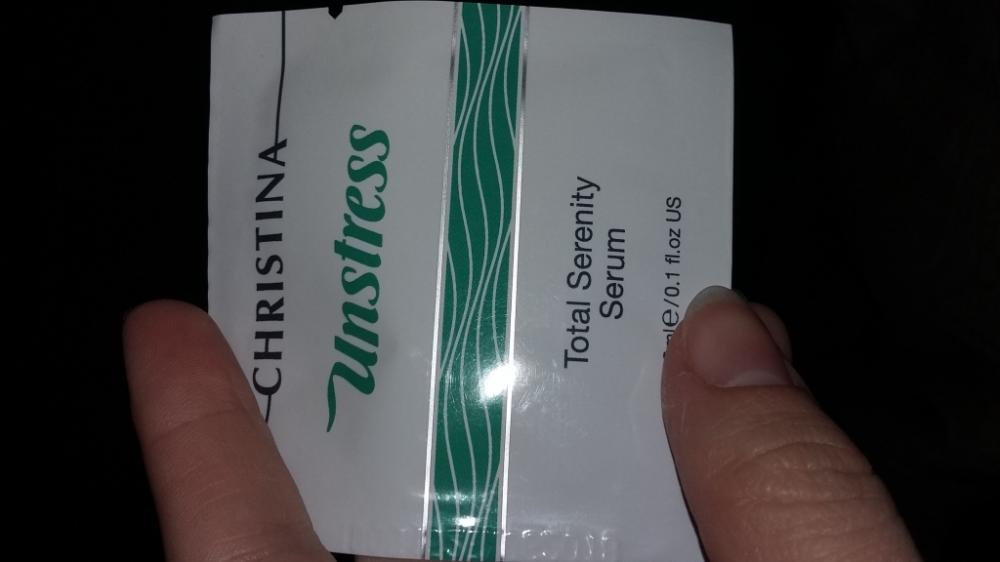 CHRISTINA
Unstress
Total Serenity
Serum
/0.1 fl.oz US